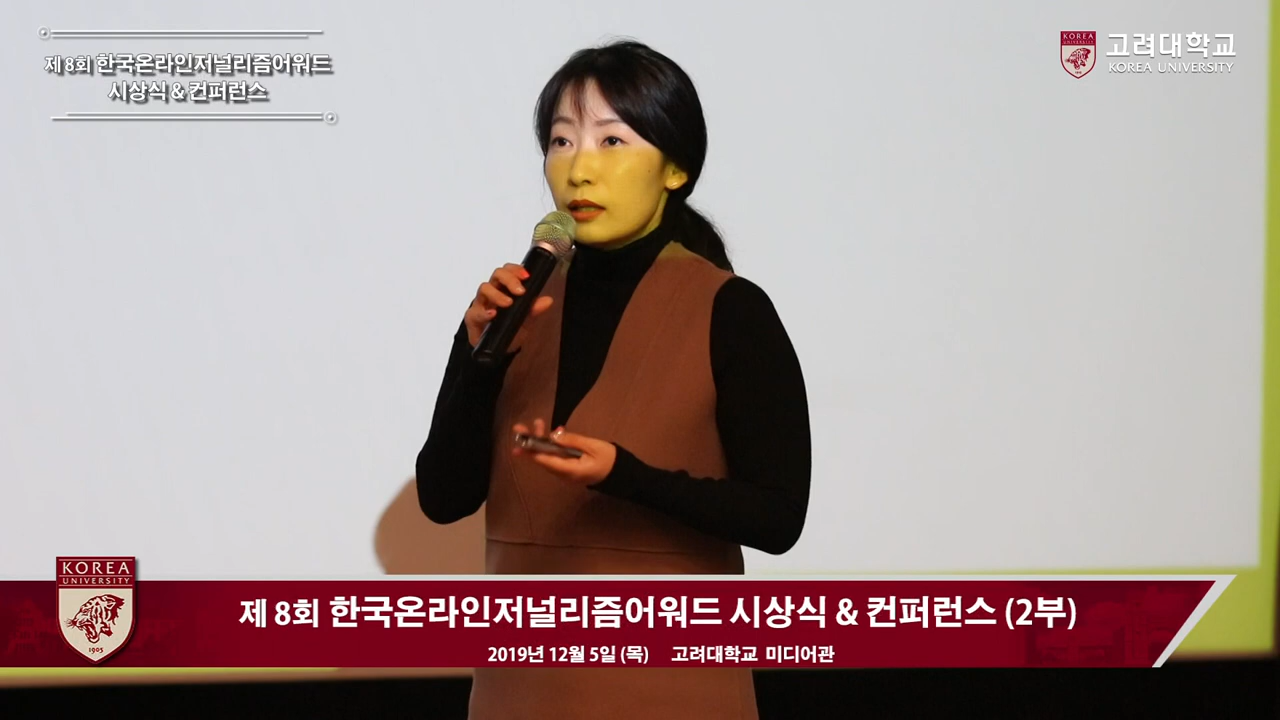 제 8회 한국온라인저널리즘어워드
시상식 & 컨퍼런스
KOREA
UNIVERSITY
고려대학교
KOREA UNIVERSITY
KOREA
UNIVERSITY
1905
제 8회 한국온라인저널리즘어워드 시상식 & 컨퍼런스 (2부)
2019년 12월 5일 (목) 고려대학교 미디어관